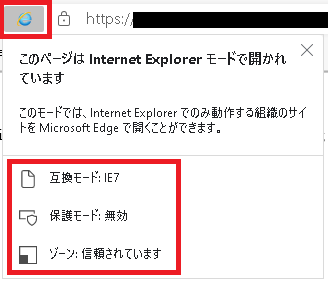 https://
このページは Internet Explorer モードで開かれ
ています
このモードでは、Internet Explorer でのみ動作する組織のサイ
トを Microsoft Edge で開くことができます。
互換モード: IE7
保護モード: 無効
ゾーン: 信頼されています